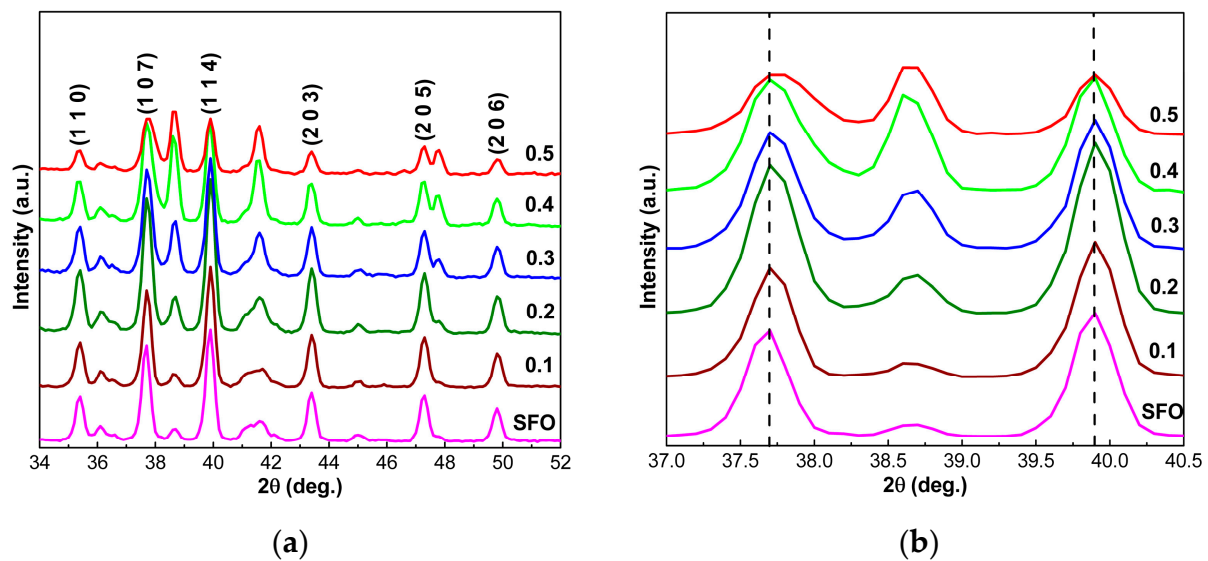 (1 1 0)
(1 0 7)
(1 1 4)
(2 0 3)
(2 0 5)
(2 0 6)
0.5
0.4
0.3
0.2
0.1
SFO
Intensity (a.u.)
34 36 38 40 42 44 46 48 50 52
2θ (deg.)
(a)
0.5
0.4
0.3
0.2
0.1
SFO
Intensity (a.u.)
37.0 37.5 38.0 38.5 39.0 39.5 40.0 40.5
2θ (deg.)
(b)